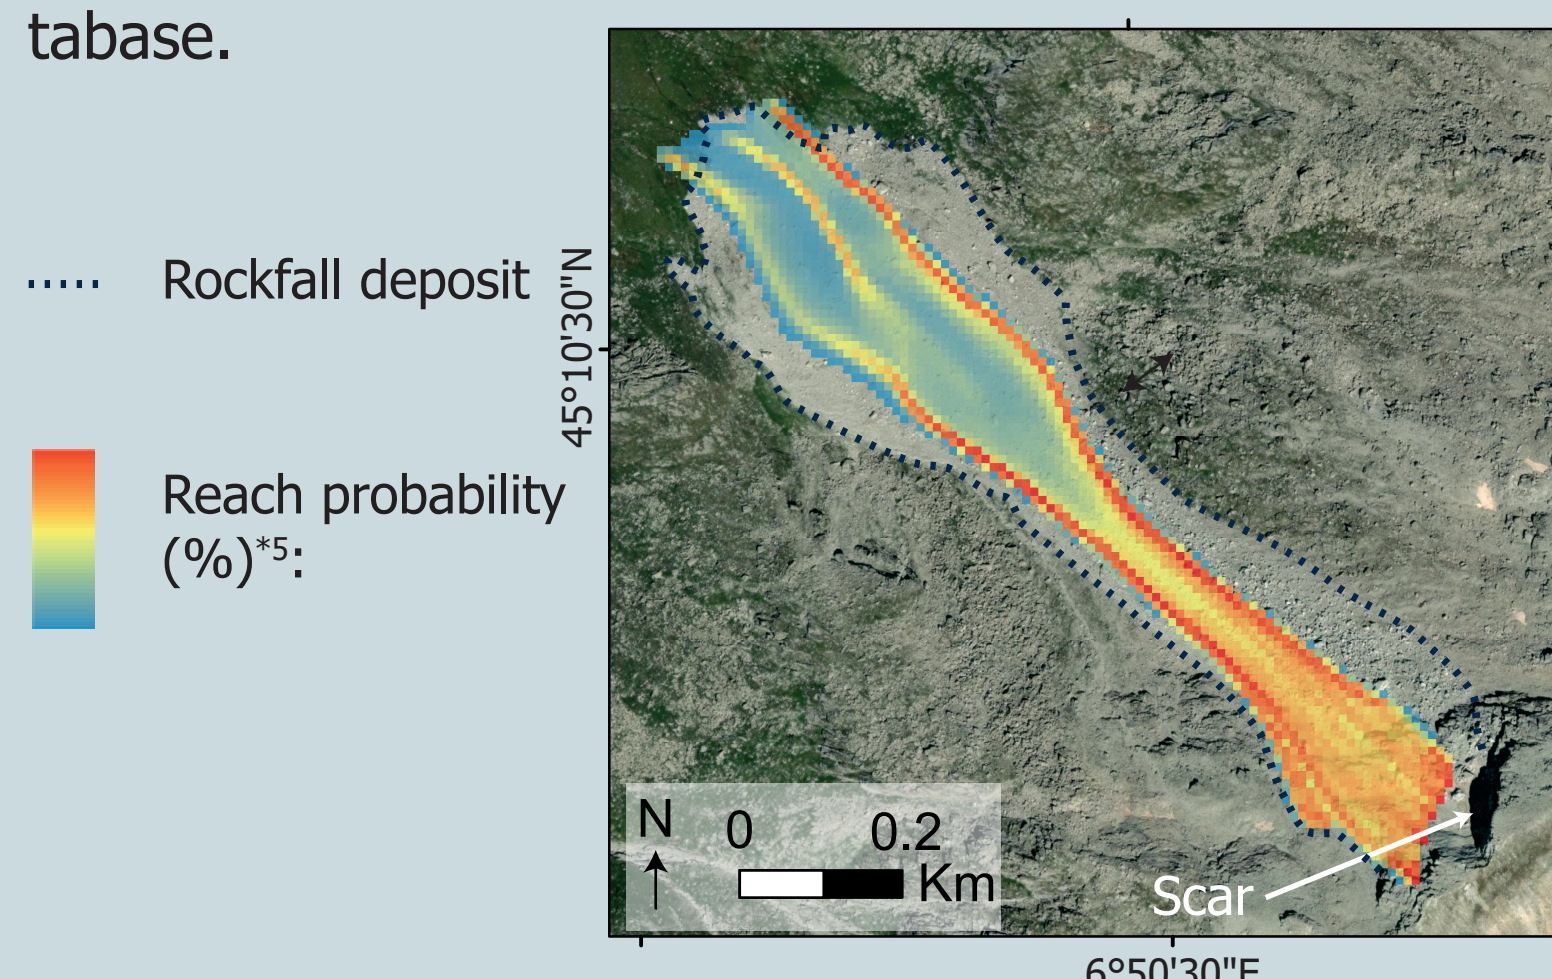 tabase.
Rockfall deposit
Reach probability
(%)*5:
45°10'30"N
N
0
0.2
Km
Scar
6°50'30"E